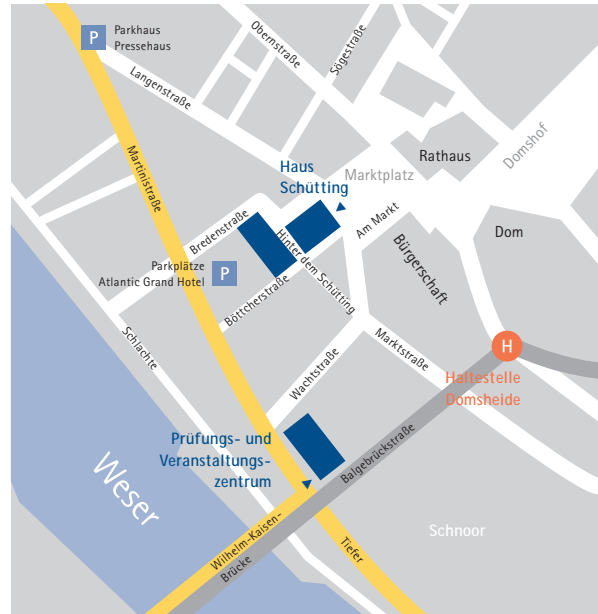 P
Parkhaus
Pressehaus
Obernstraße
Sögestraße
Langenstraße
Domshof
Martinistraße
Haus
Schütting
Marktplatz
Rathaus
Am Markt
Dom
Bredenstraße
Hinter dem Schütting
Bürgerschaft
Parkplätze
Atlantic Grand Hotel
P
Böttcherstraße
Schlachte
Marktstraße
H
Haltestelle
Domsheide
Wachtstraße
Prüfungs- und
Veranstaltungs-
zentrum
Balgebrückstraße
Weser
Schnoor
Wilhelm-Kaisen-
Brücke
Tiefer